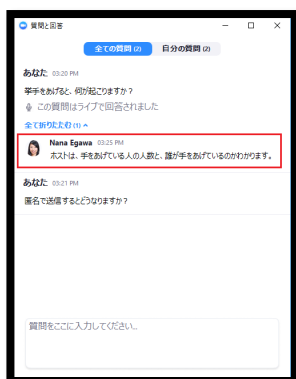 質問と回答
全ての質問 (2) 自分の質問 (2)
あなた 03:20 PM
挙手をあげると、何が起こりますか？
この質問はライブで回答されました
全て折りたたむ (1)
Nana Egawa 03:25 PM
ホストは、手をあげている人の人数と、誰が手をあげているのかわかります。
あなた 03:21 PM
匿名で送信するとどうなりますか？
質問をここに入力してください..